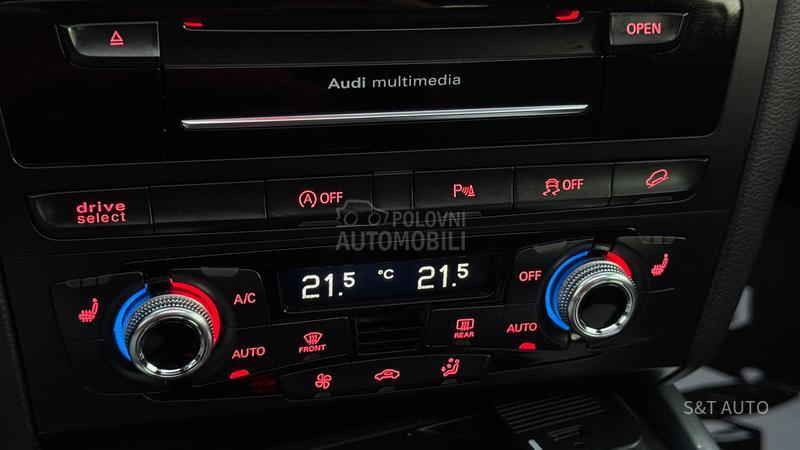 OPEN
Audi multimedia
drive select
A OFF
P
OFF
POLOVNI
AUTOMOBILI
21.5 °C 21.5
OFF
A/C
AUTO
FRONT
REAR
AUTO
S&T AUTO